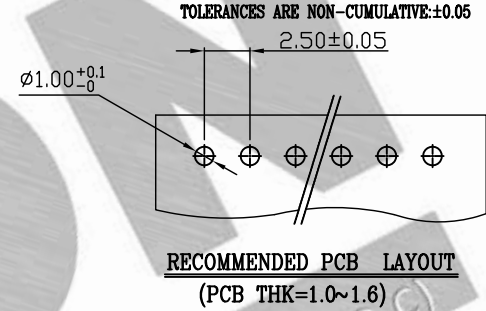 TOLERANCES ARE NON-CUMULATIVE:±0.05
2.50±0.05
Ø1.00+0.1 -0
RECOMMENDED PCB LAYOUT
(PCB THK=1.0~1.6)